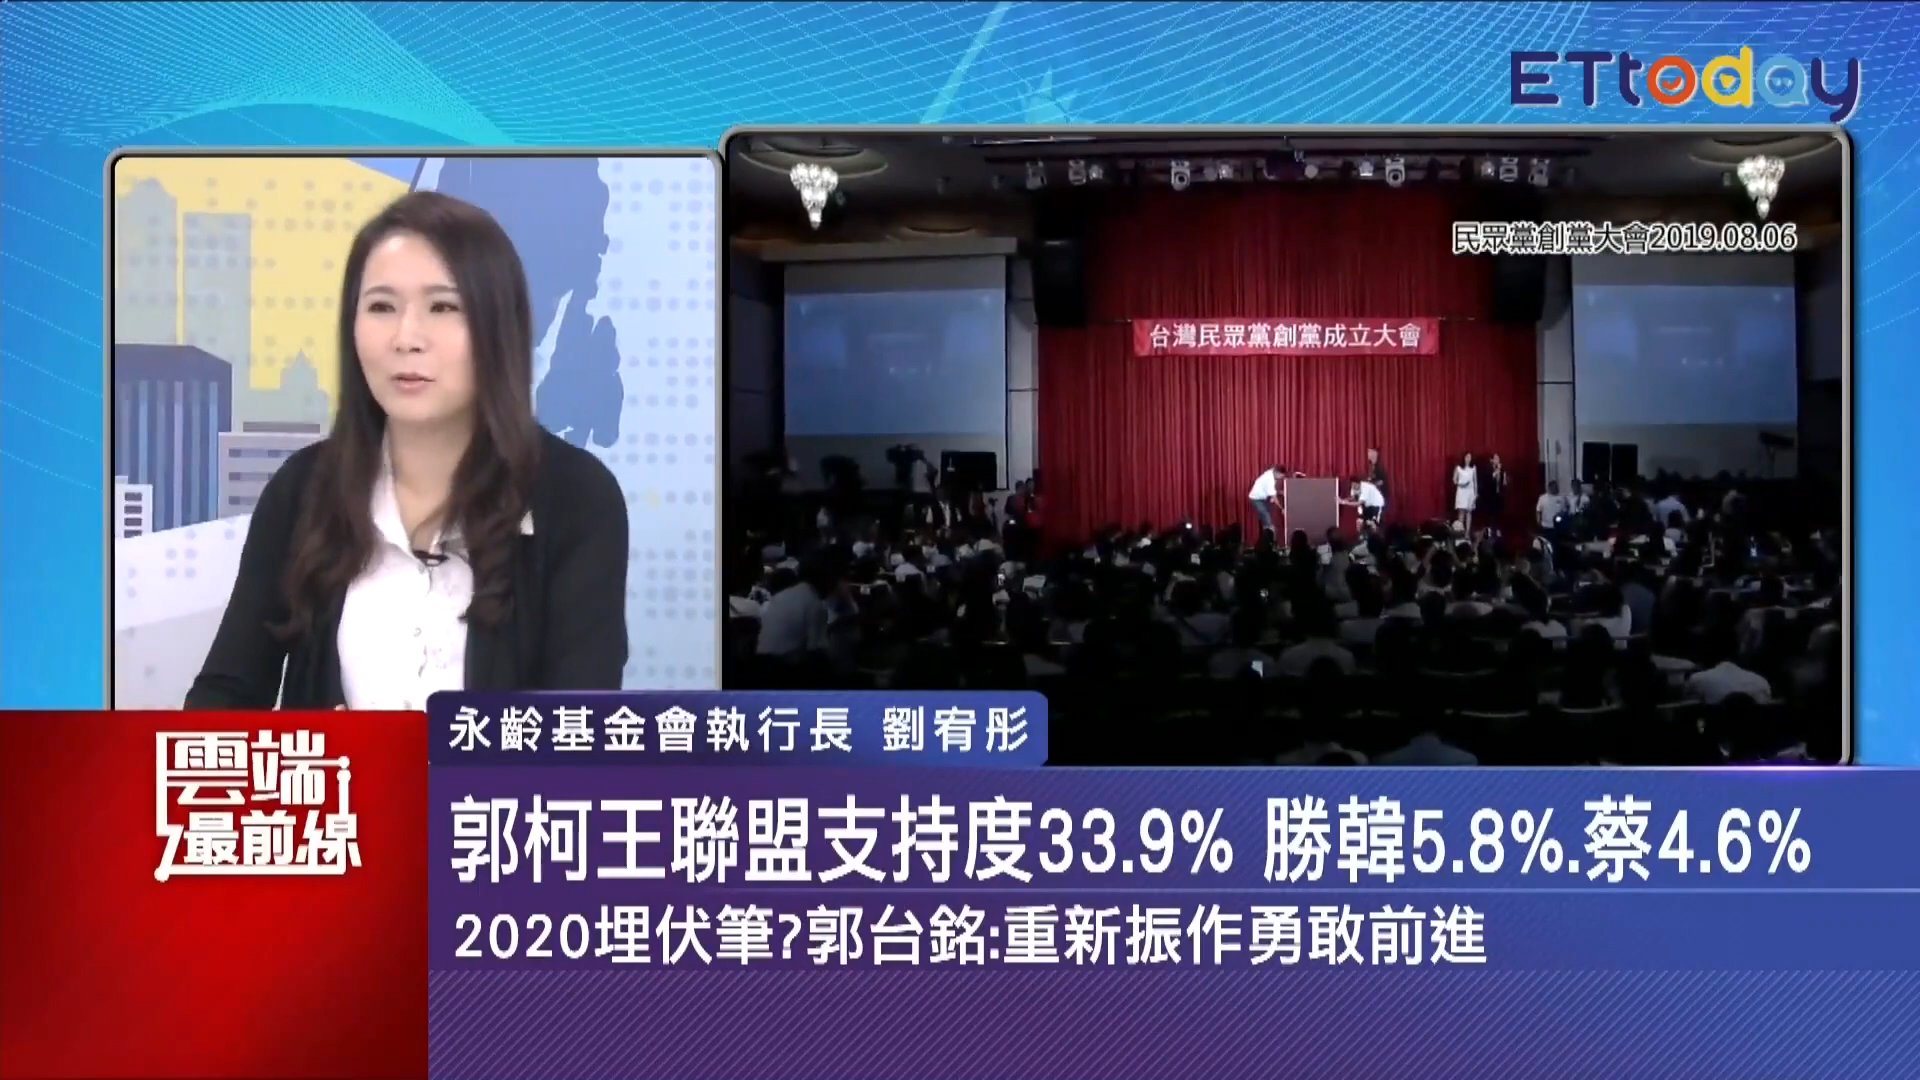 ETtoday
民眾黨創黨大會2019.08.06
台灣民眾黨創黨成立大會
永齡基金會執行長 劉宥彤
雲端
最前線
郭柯王聯盟支持度33.9% 勝韓5.8%.蔡4.6%
2020埋伏筆?郭台銘:重新振作勇敢前進